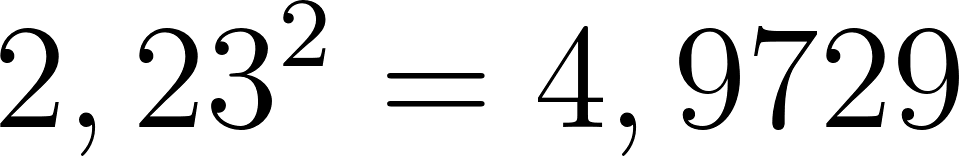 2,23² = 4,9729